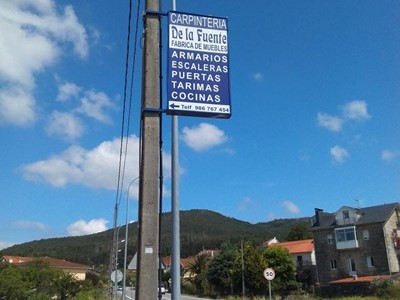 CARPINTERIA
De la Fuente
FABRICA DE MUEBLES
ARMARIOS
ESCALERAS
PUERTAS
TARIMAS
COCINAS
Telf 986 767 454
50